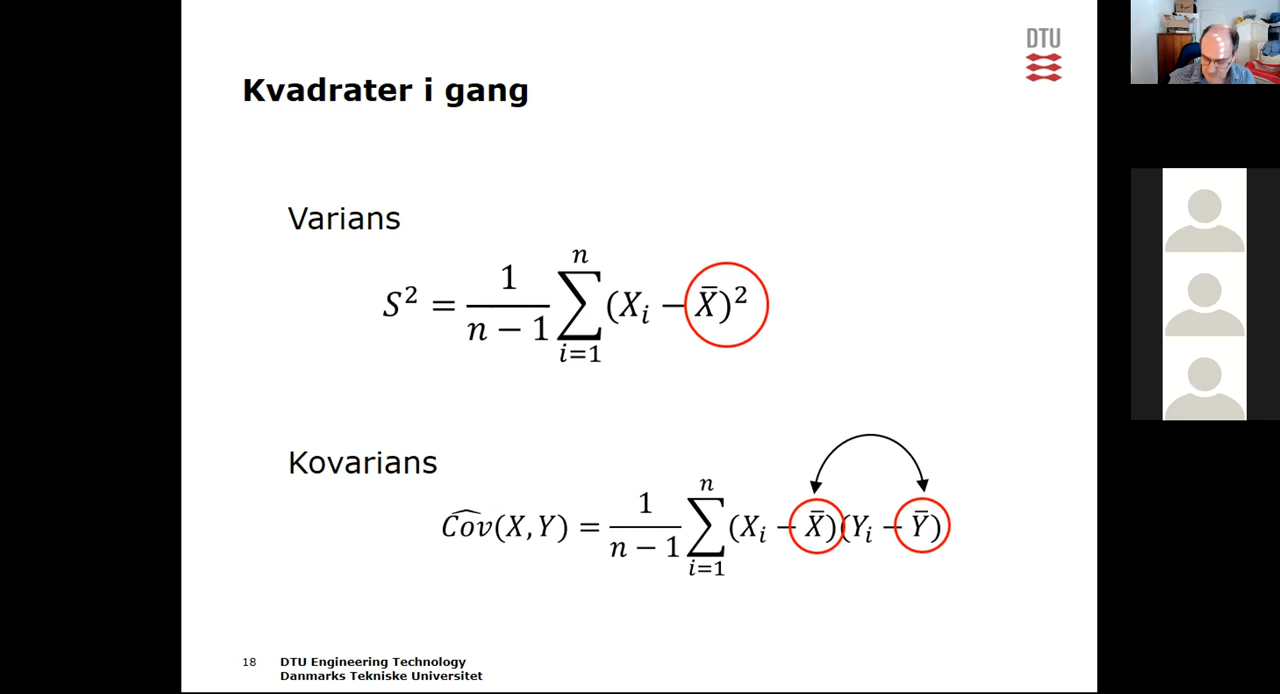 DTU
Kvadrater i gang
Varians
S² = \frac{1}{n − 1} \sum_{i=1}^{n} (X_i − \bar{X})²
Kovarians
\widehat{Cov}(X, Y) = \frac{1}{n − 1} \sum_{i=1}^{n} (X_i − \bar{X})(Y_i − \bar{Y})
18 DTU Engineering Technology
Danmarks Tekniske Universitet